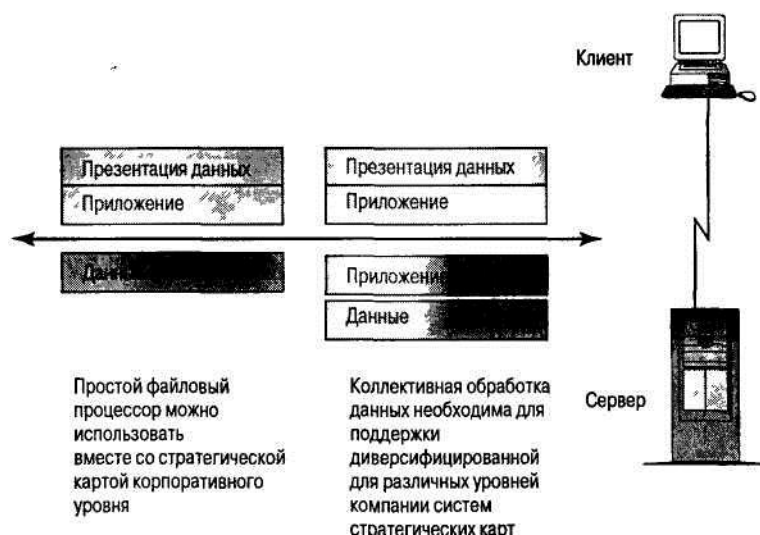 Клиент
Презентация данных
Приложение
Данные
Презентация данных
Приложение
Приложение
Данные
Простой файловый
процессор можно
использовать
вместе со стратегической
картой корпоративного
уровня
Коллективная обработка
данных необходима для
поддержки
диверсифицированной
для различных уровней
компании систем
стратегических карт
Сервер